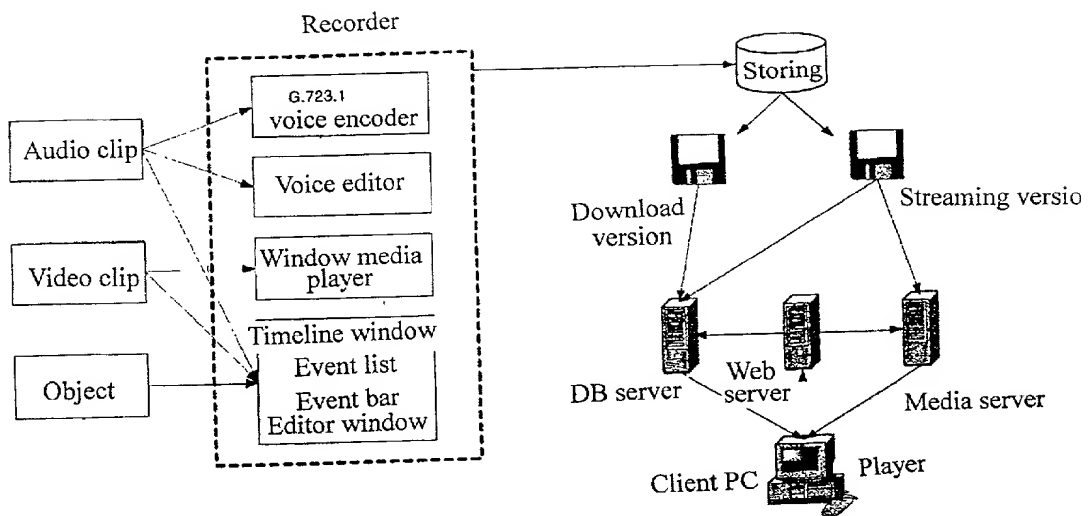 Recorder
G.723.1
voice encoder
Audio clip
Voice editor
Video clip
Window media
player
Timeline window
Event list
Event bar
Editor window
Object
Storing
Download
version
Streaming versio
DB server
Web
server
Media server
Client PC
Player